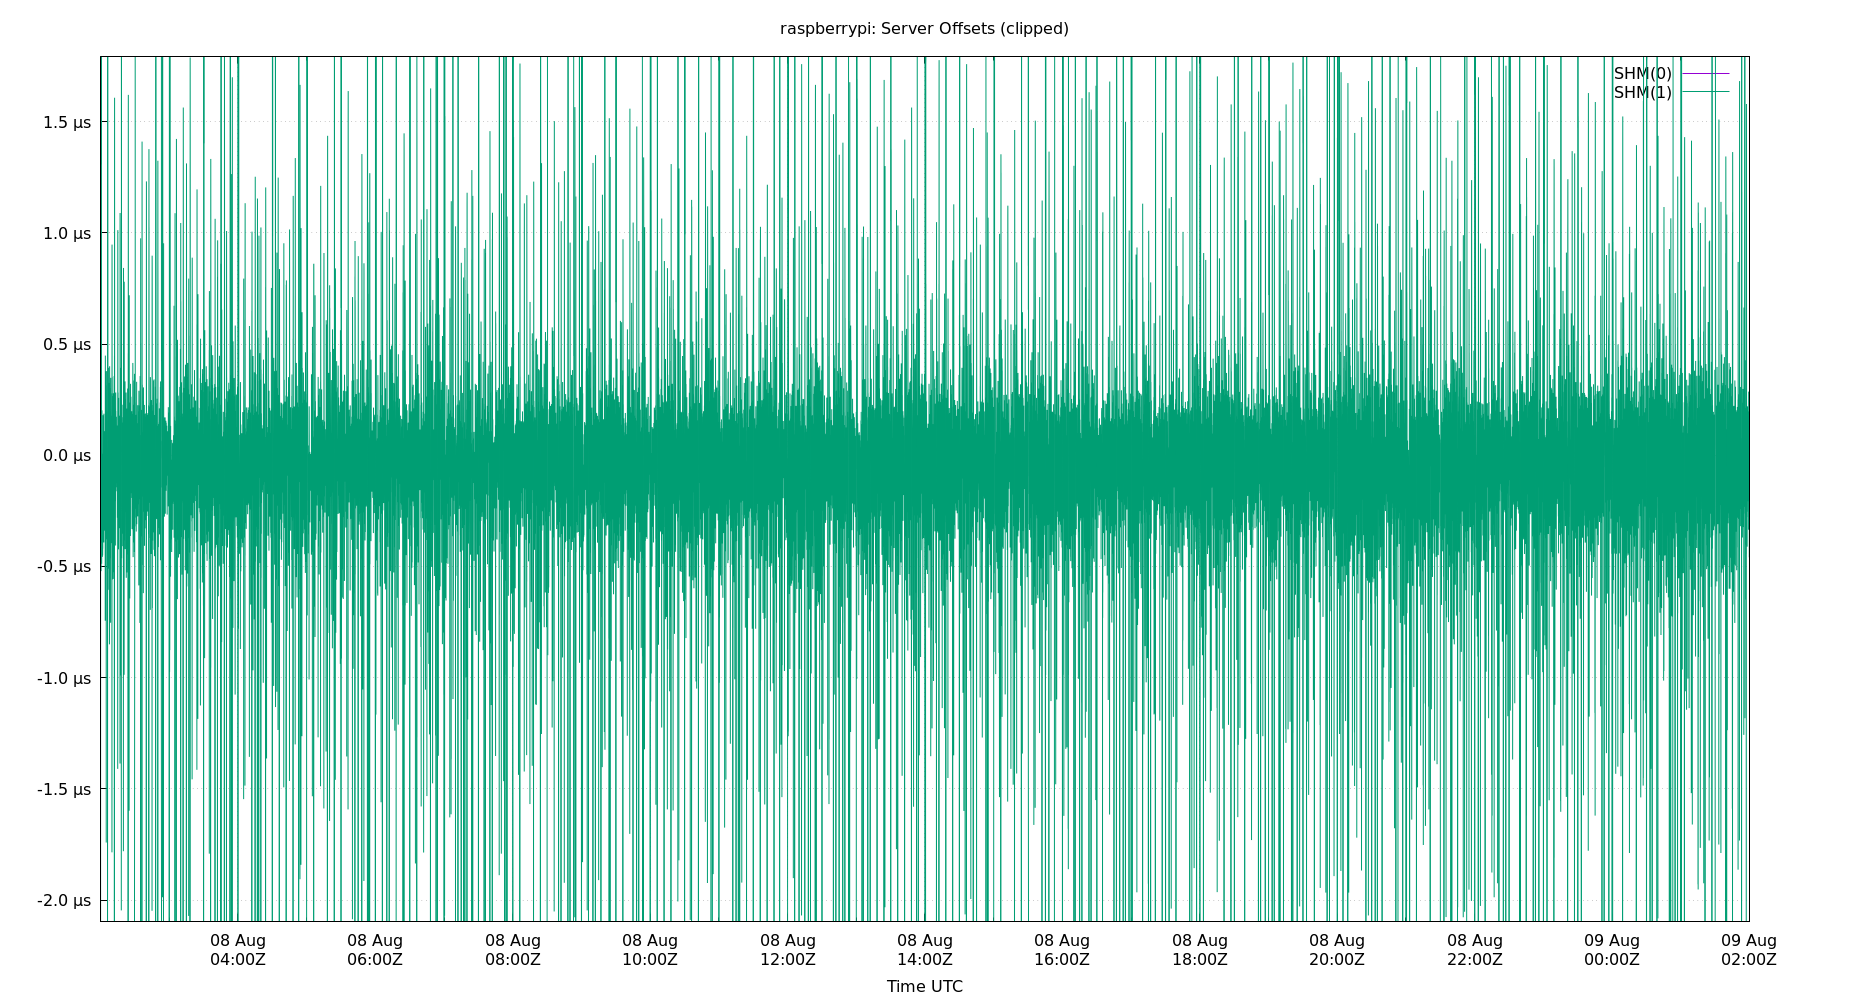 raspberrypi: Server Offsets (clipped)
SHM(0)
SHM(1)
1.5 µs
1.0 µs
0.5 µs
0.0 µs
-0.5 µs
-1.0 µs
-1.5 µs
-2.0 µs
08 Aug 08 Aug 08 Aug 08 Aug 08 Aug 08 Aug 08 Aug 08 Aug 08 Aug 08 Aug 09 Aug 09 Aug
04:00Z 06:00Z 08:00Z 10:00Z 12:00Z 14:00Z 16:00Z 18:00Z 20:00Z 22:00Z 00:00Z 02:00Z
Time UTC